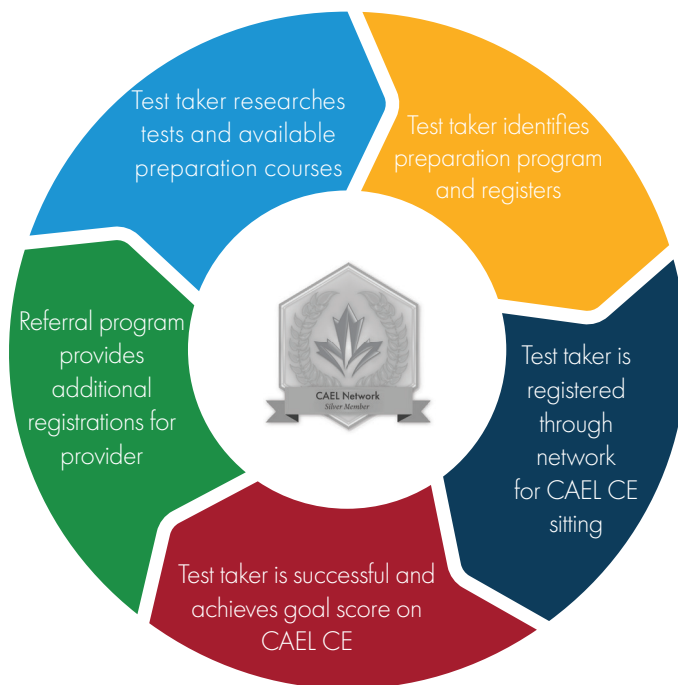 Test taker researches
tests and available
preparation courses
Test taker identifies
preparation program
and registers
Test taker is
registered
through
network
for CAEL CE
sitting
Test taker is successful and
achieves goal score on
CAEL CE
Referral program
provides
additional
registrations for
provider
CAEL Network
Silver Member